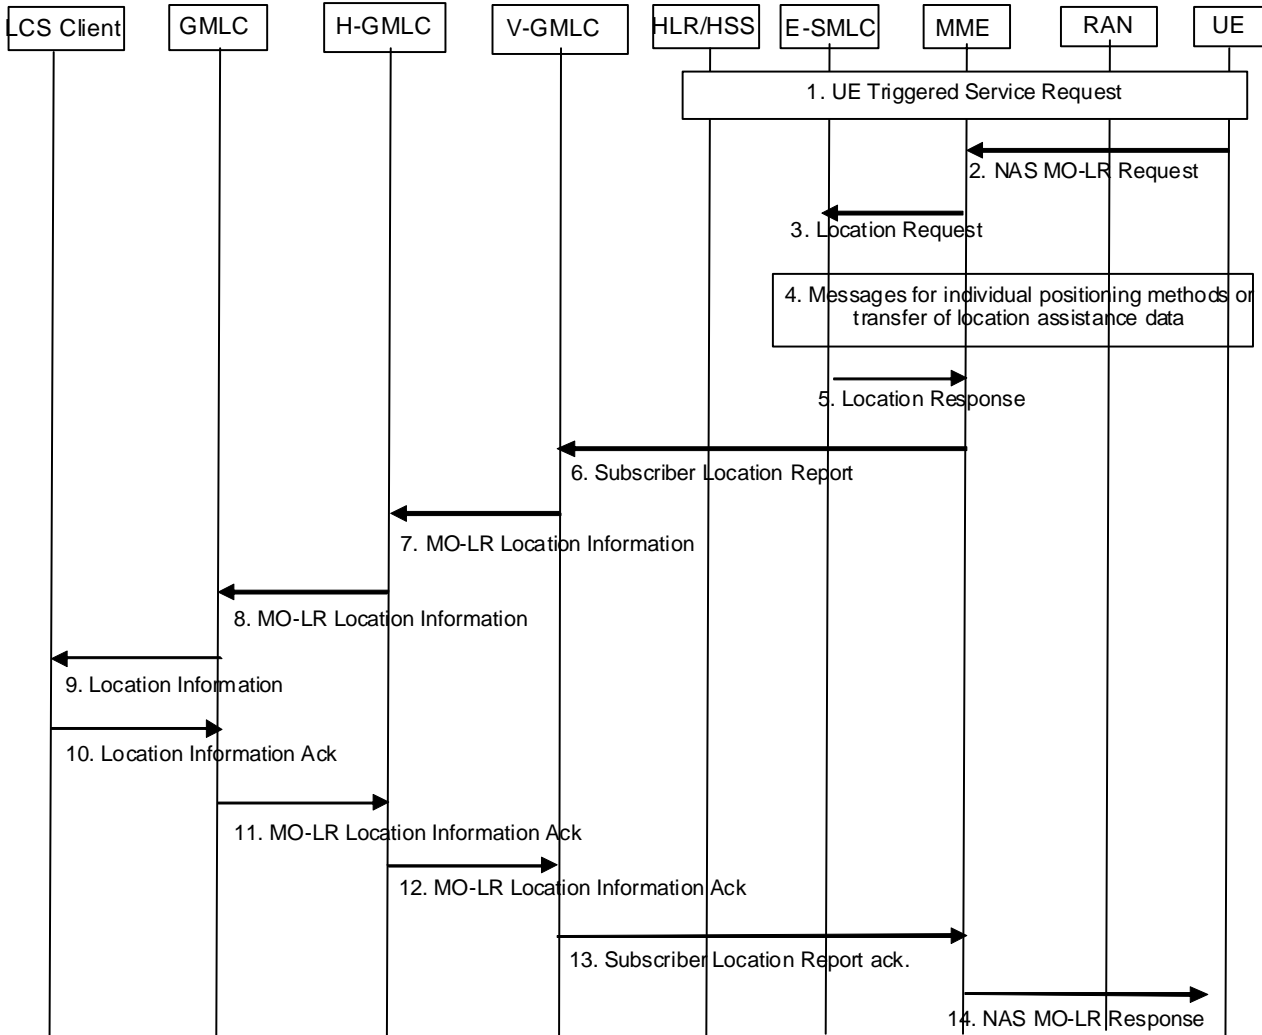 LCS Client
GMLC
H-GMLC
V-GMLC
HLR/HSS
E-SMLC
MME
RAN
UE
1. UE Triggered Service Request
2. NAS MO-LR Request
3. Location Request
4. Messages for individual positioning methods or
transfer of location assistance data
5. Location Response
6. Subscriber Location Report
7. MO-LR Location Information
8. MO-LR Location Information
9. Location Information
10. Location Information Ack
11. MO-LR Location Information Ack
12. MO-LR Location Information Ack
13. Subscriber Location Report ack.
14. NAS MO-LR Response